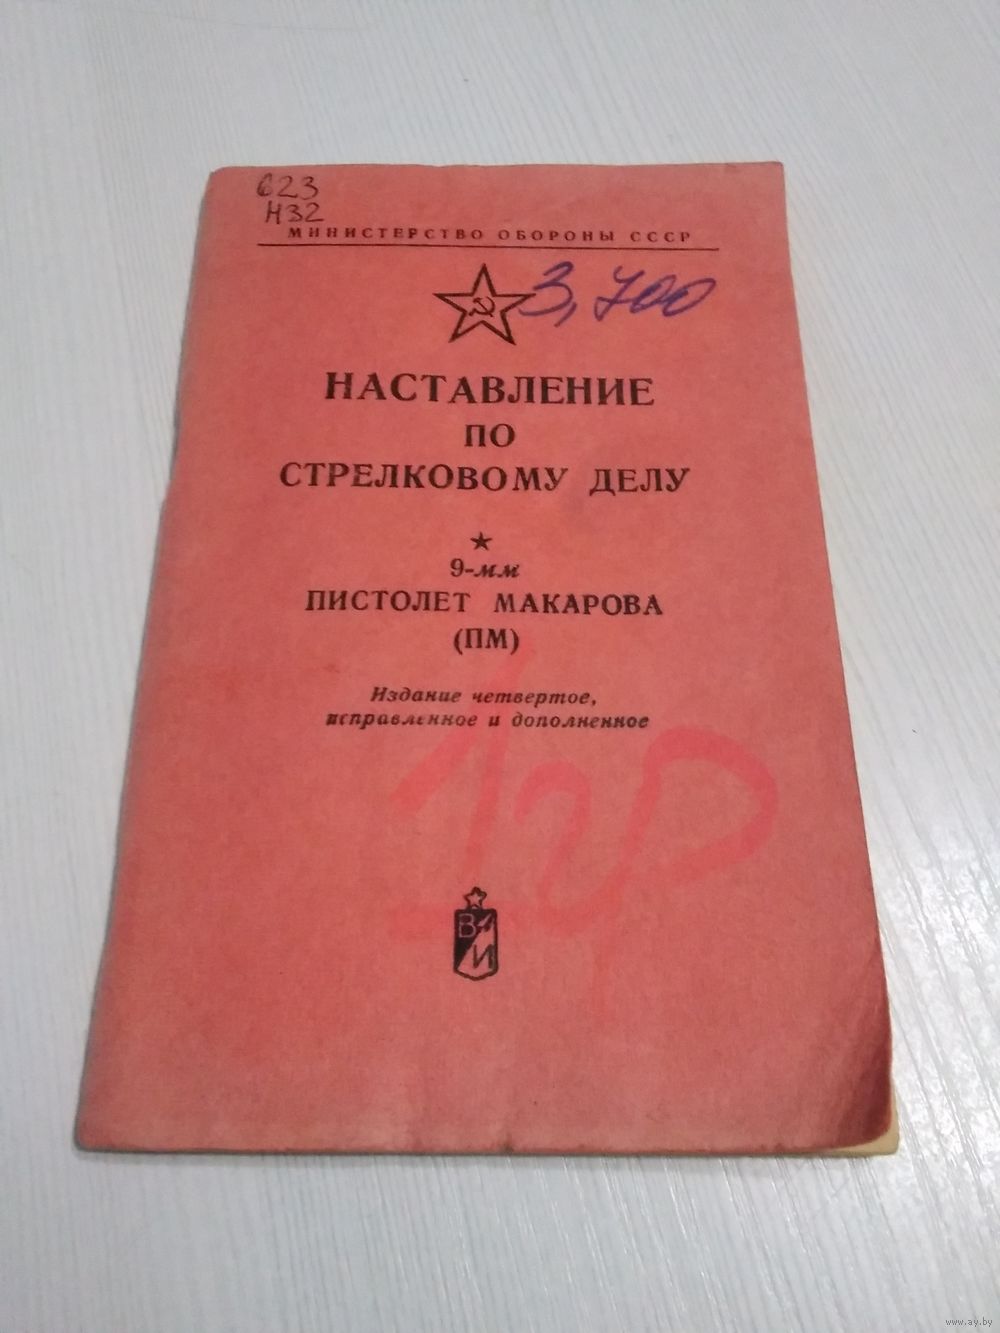 623
Н32
МИНИСТЕРСТВО ОБОРОНЫ СССР
3,700
НАСТАВЛЕНИЕ
ПО
СТРЕЛКОВОМУ ДЕЛУ
9-мм
ПИСТОЛЕТ МАКАРОВА
(ПМ)
Издание четвертое,
исправленное и дополненное
1ур
В
И
www.ay.by